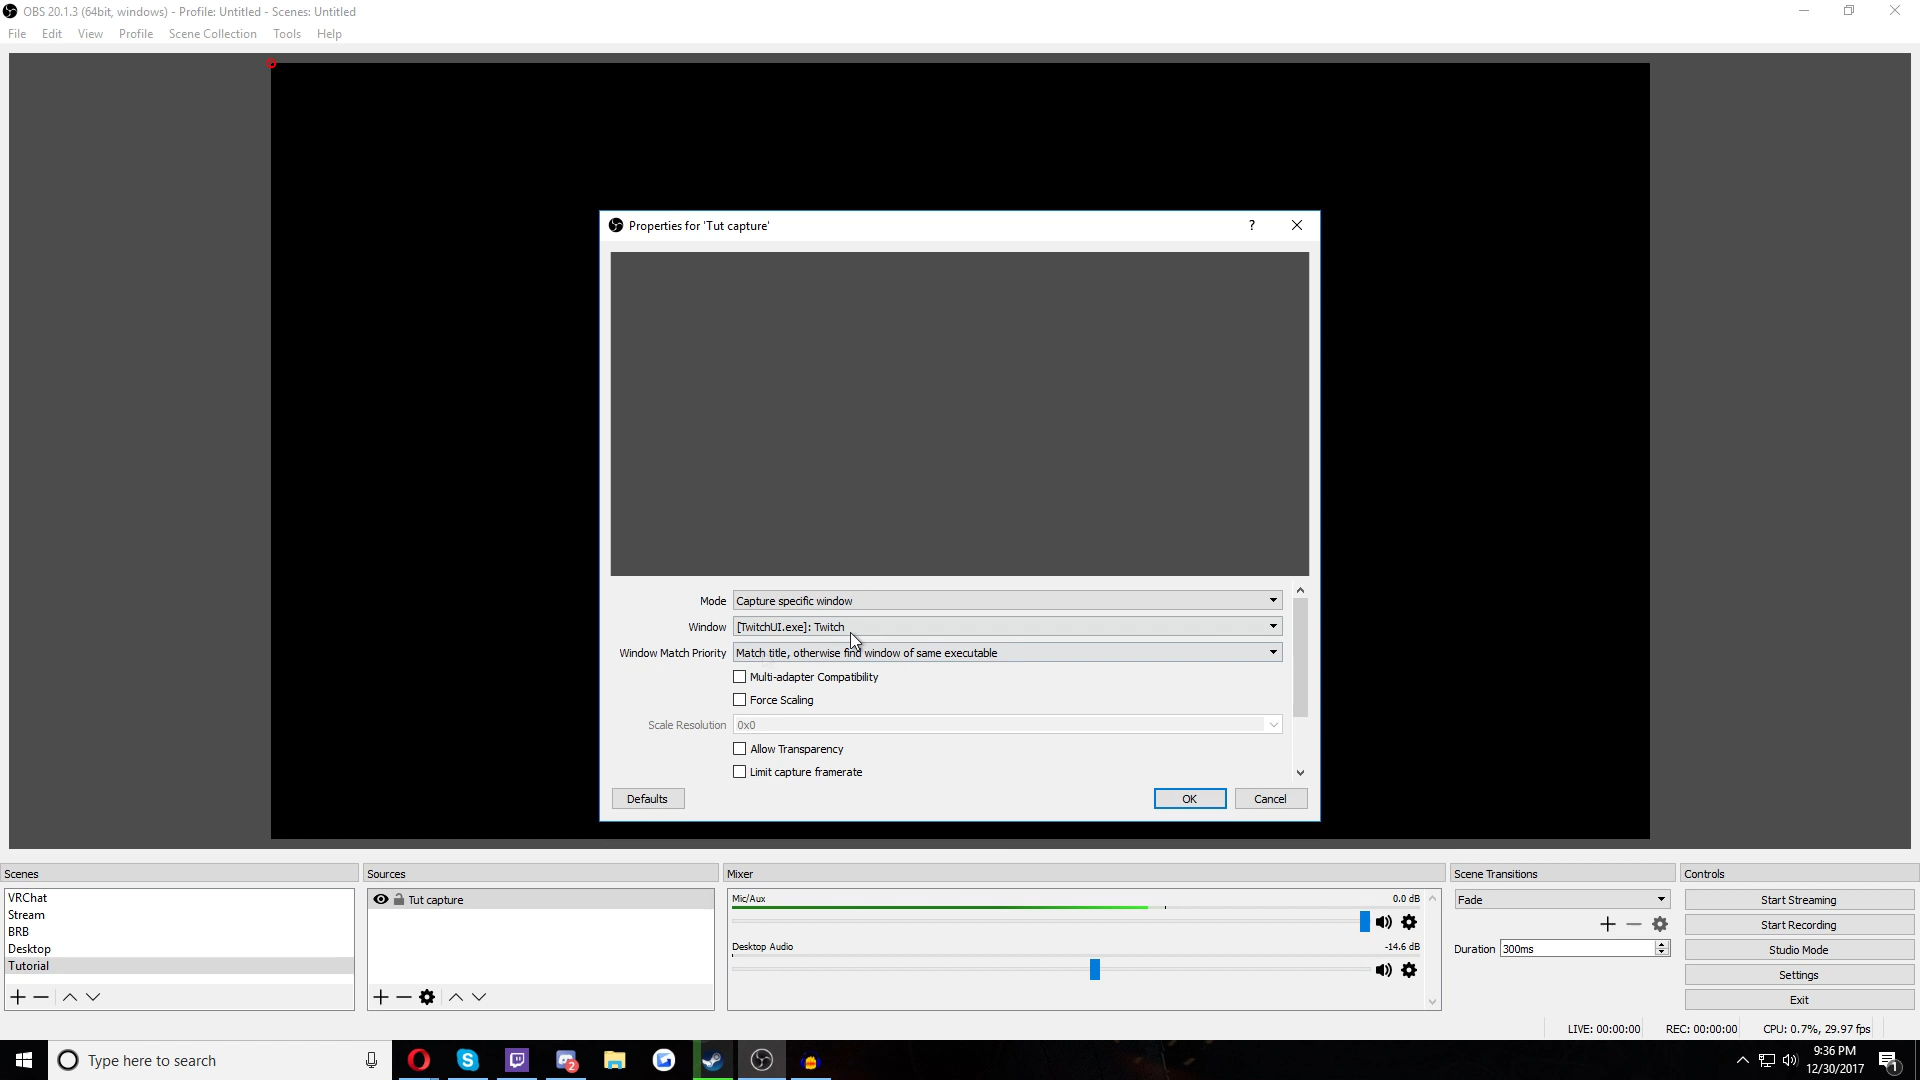 OBS 20.1.3 (64bit, windows) - Profile: Untitled - Scenes: Untitled
File Edit View Profile Scene Collection Tools Help
Properties for 'Tut capture'
?
Mode Capture specific window
Window [TwitchUI.exe]: Twitch
Window Match Priority Match title, otherwise find window of same executable
Multi-adapter Compatibility
Force Scaling
Scale Resolution 0x0
Allow Transparency
Limit capture framerate
Defaults OK Cancel
Scenes
VRChat
Stream
BRB
Desktop
Tutorial
Sources
Tut capture
Mixer
Mic/Aux 0.0 dB
Desktop Audio -14.6 dB
Scene Transitions
Fade
Duration 300ms
Controls
Start Streaming
Start Recording
Studio Mode
Settings
Exit
LIVE: 00:00:00 REC: 00:00:00 CPU: 0.7%, 29.97 fps
Type here to search
2
9:36 PM
12/30/2017
1